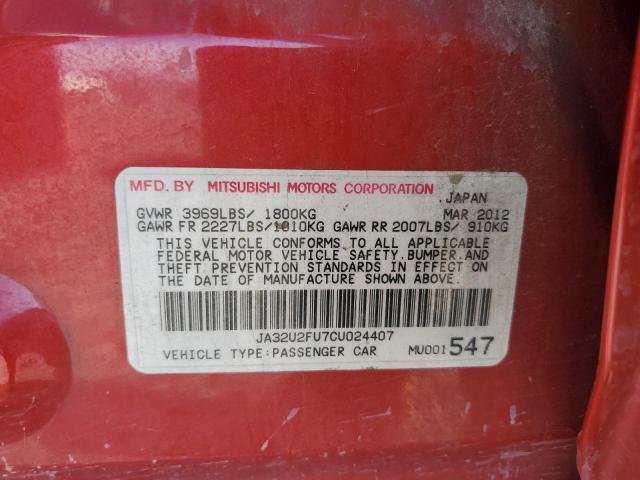 MFD. BY MITSUBISHI MOTORS CORPORATION
JAPAN
GVWR 3969LBS/ 1800KG MAR 2012
GAWR FR 2227LBS/1010KG GAWR RR 2007LBS/ 910KG
THIS VEHICLE CONFORMS TO ALL APPLICABLE
FEDERAL MOTOR VEHICLE SAFETY, BUMPER, AND
THEFT PREVENTION STANDARDS IN EFFECT ON
THE DATE OF MANUFACTURE SHOWN ABOVE.
JA32U2FU7CU024407
VEHICLE TYPE:PASSENGER CAR MU001547